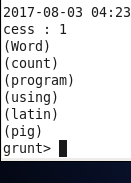 2017-08-03 04:23
cess : 1
(Word)
(count)
(program)
(using)
(latin)
(pig)
grunt>